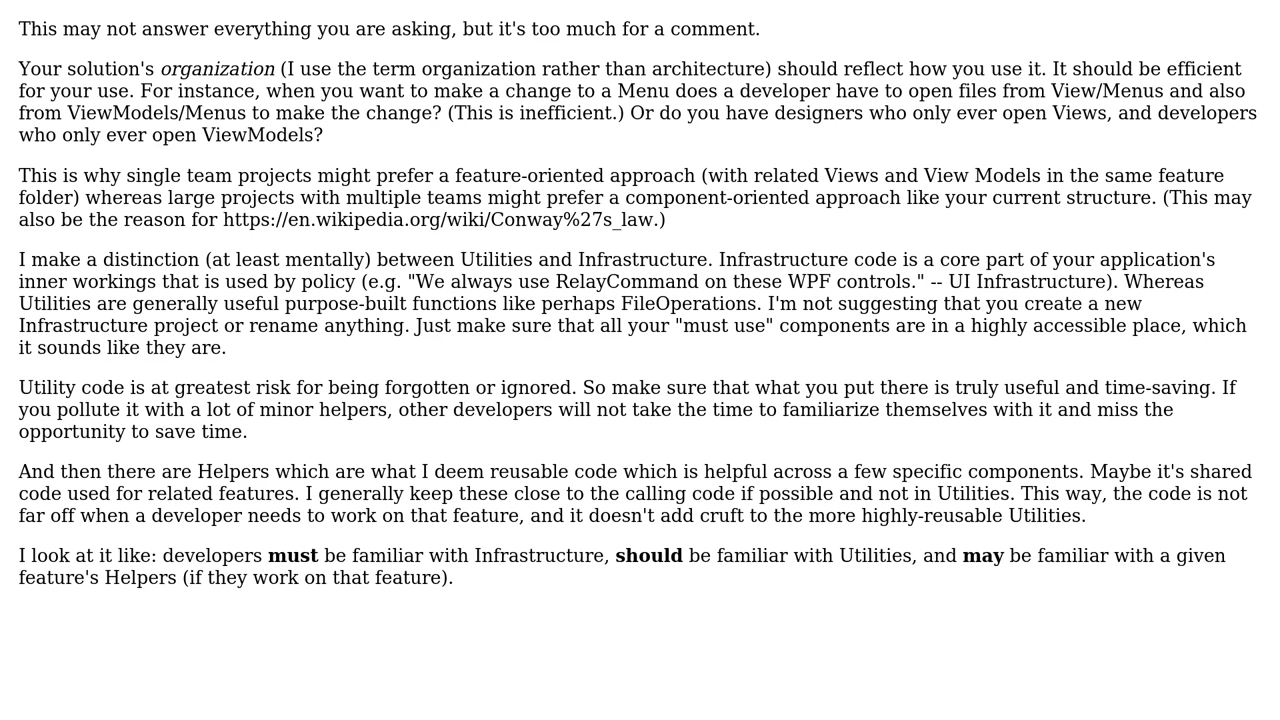 This may not answer everything you are asking, but it's too much for a comment.
Your solution's organization (I use the term organization rather than architecture) should reflect how you use it. It should be efficient
for your use. For instance, when you want to make a change to a Menu does a developer have to open files from View/Menus and also
from ViewModels/Menus to make the change? (This is inefficient.) Or do you have designers who only ever open Views, and developers
who only ever open ViewModels?
This is why single team projects might prefer a feature-oriented approach (with related Views and View Models in the same feature
folder) whereas large projects with multiple teams might prefer a component-oriented approach like your current structure. (This may
also be the reason for https://en.wikipedia.org/wiki/Conway%27s_law.)
I make a distinction (at least mentally) between Utilities and Infrastructure. Infrastructure code is a core part of your application's
inner workings that is used by policy (e.g. "We always use RelayCommand on these WPF controls." -- UI Infrastructure). Whereas
Utilities are generally useful purpose-built functions like perhaps FileOperations. I'm not suggesting that you create a new
Infrastructure project or rename anything. Just make sure that all your "must use" components are in a highly accessible place, which
it sounds like they are.
Utility code is at greatest risk for being forgotten or ignored. So make sure that what you put there is truly useful and time-saving. If
you pollute it with a lot of minor helpers, other developers will not take the time to familiarize themselves with it and miss the
opportunity to save time.
And then there are Helpers which are what I deem reusable code which is helpful across a few specific components. Maybe it's shared
code used for related features. I generally keep these close to the calling code if possible and not in Utilities. This way, the code is not
far off when a developer needs to work on that feature, and it doesn't add cruft to the more highly-reusable Utilities.
I look at it like: developers must be familiar with Infrastructure, should be familiar with Utilities, and may be familiar with a given
feature's Helpers (if they work on that feature).